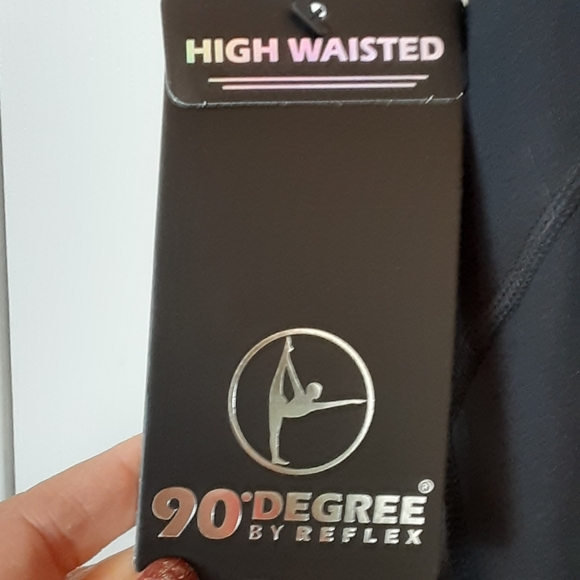 HIGH WAISTED
90° DEGREE®
BY REFLEX